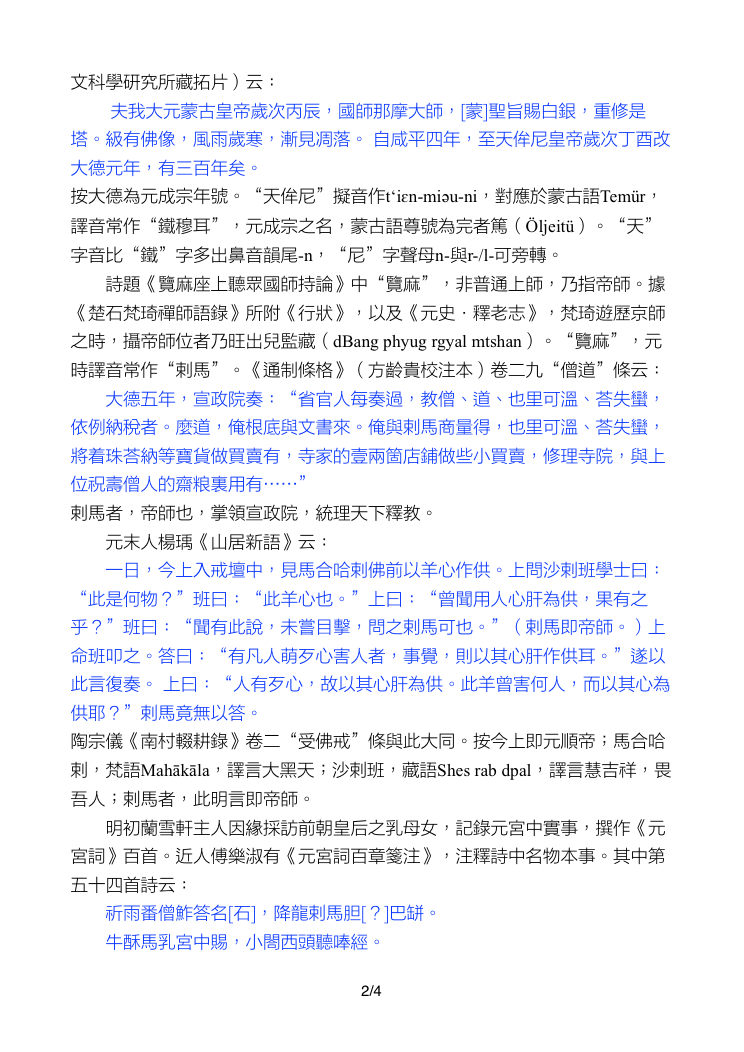 文科學研究所藏拓片）云：
夫我大元蒙古皇帝歲次丙辰，國師那摩大師，[蒙]聖旨賜白銀，重修是
塔。級有佛像，風雨歲寒，漸見凋落。 自咸平四年，至天侔尼皇帝歲次丁酉改
大德元年，有三百年矣。
按大德為元成宗年號。“天侔尼”擬音作t‘iɛn-miəu-ni，對應於蒙古語Temür，
譯音常作“鐵穆耳”，元成宗之名，蒙古語尊號為完者篤（Öljeitü）。“天”
字音比“鐵”字多出鼻音韻尾-n，“尼”字聲母n-與r-/l-可旁轉。
詩題《覽麻座上聽眾國師持論》中“覽麻”，非普通上師，乃指帝師。據
《楚石梵琦禪師語錄》所附《行狀》，以及《元史．釋老志》，梵琦遊歷京師
之時，攝帝師位者乃旺出兒監藏（dBang phyug rgyal mtshan）。“覽麻”，元
時譯音常作“剌馬”。《通制條格》（方齡貴校注本）卷二九“僧道”條云：
大德五年，宣政院奏：“省官人每奏過，教僧、道、也里可溫、荅失蠻，
依例納稅者。麼道，俺根底與文書來。俺與剌馬商量得，也里可溫、荅失蠻，
將着珠荅納等寶貨做買賣有，寺家的壹兩箇店鋪做些小買賣，修理寺院，與上
位祝壽僧人的齋粮裏用有……”
剌馬者，帝師也，掌領宣政院，統理天下釋教。
元末人楊瑀《山居新語》云：
一日，今上入戒壇中，見馬合哈剌佛前以羊心作供。上問沙剌班學士曰：
“此是何物？”班曰：“此羊心也。”上曰：“曾聞用人心肝為供，果有之
乎？”班曰：“聞有此說，未嘗目擊，問之剌馬可也。”（剌馬即帝師。）上
命班叩之。答曰：“有凡人萌歹心害人者，事覺，則以其心肝作供耳。”遂以
此言復奏。 上曰：“人有歹心，故以其心肝為供。此羊曾害何人，而以其心為
供耶？”剌馬竟無以答。
陶宗儀《南村輟耕錄》卷二“受佛戒”條與此大同。按今上即元順帝；馬合哈
剌，梵語Mahākāla，譯言大黑天；沙剌班，藏語Shes rab dpal，譯言慧吉祥，畏
吾人；剌馬者，此明言即帝師。
明初蘭雪軒主人因緣採訪前朝皇后之乳母女，記錄元宮中實事，撰作《元
宮詞》百首。近人傅樂淑有《元宮詞百章箋注》，注釋詩中名物本事。其中第
五十四首詩云：
祈雨番僧鮓答名[石]，降龍剌馬胆[？]巴缾。
牛酥馬乳宮中賜，小閤西頭聽唪經。
2/4